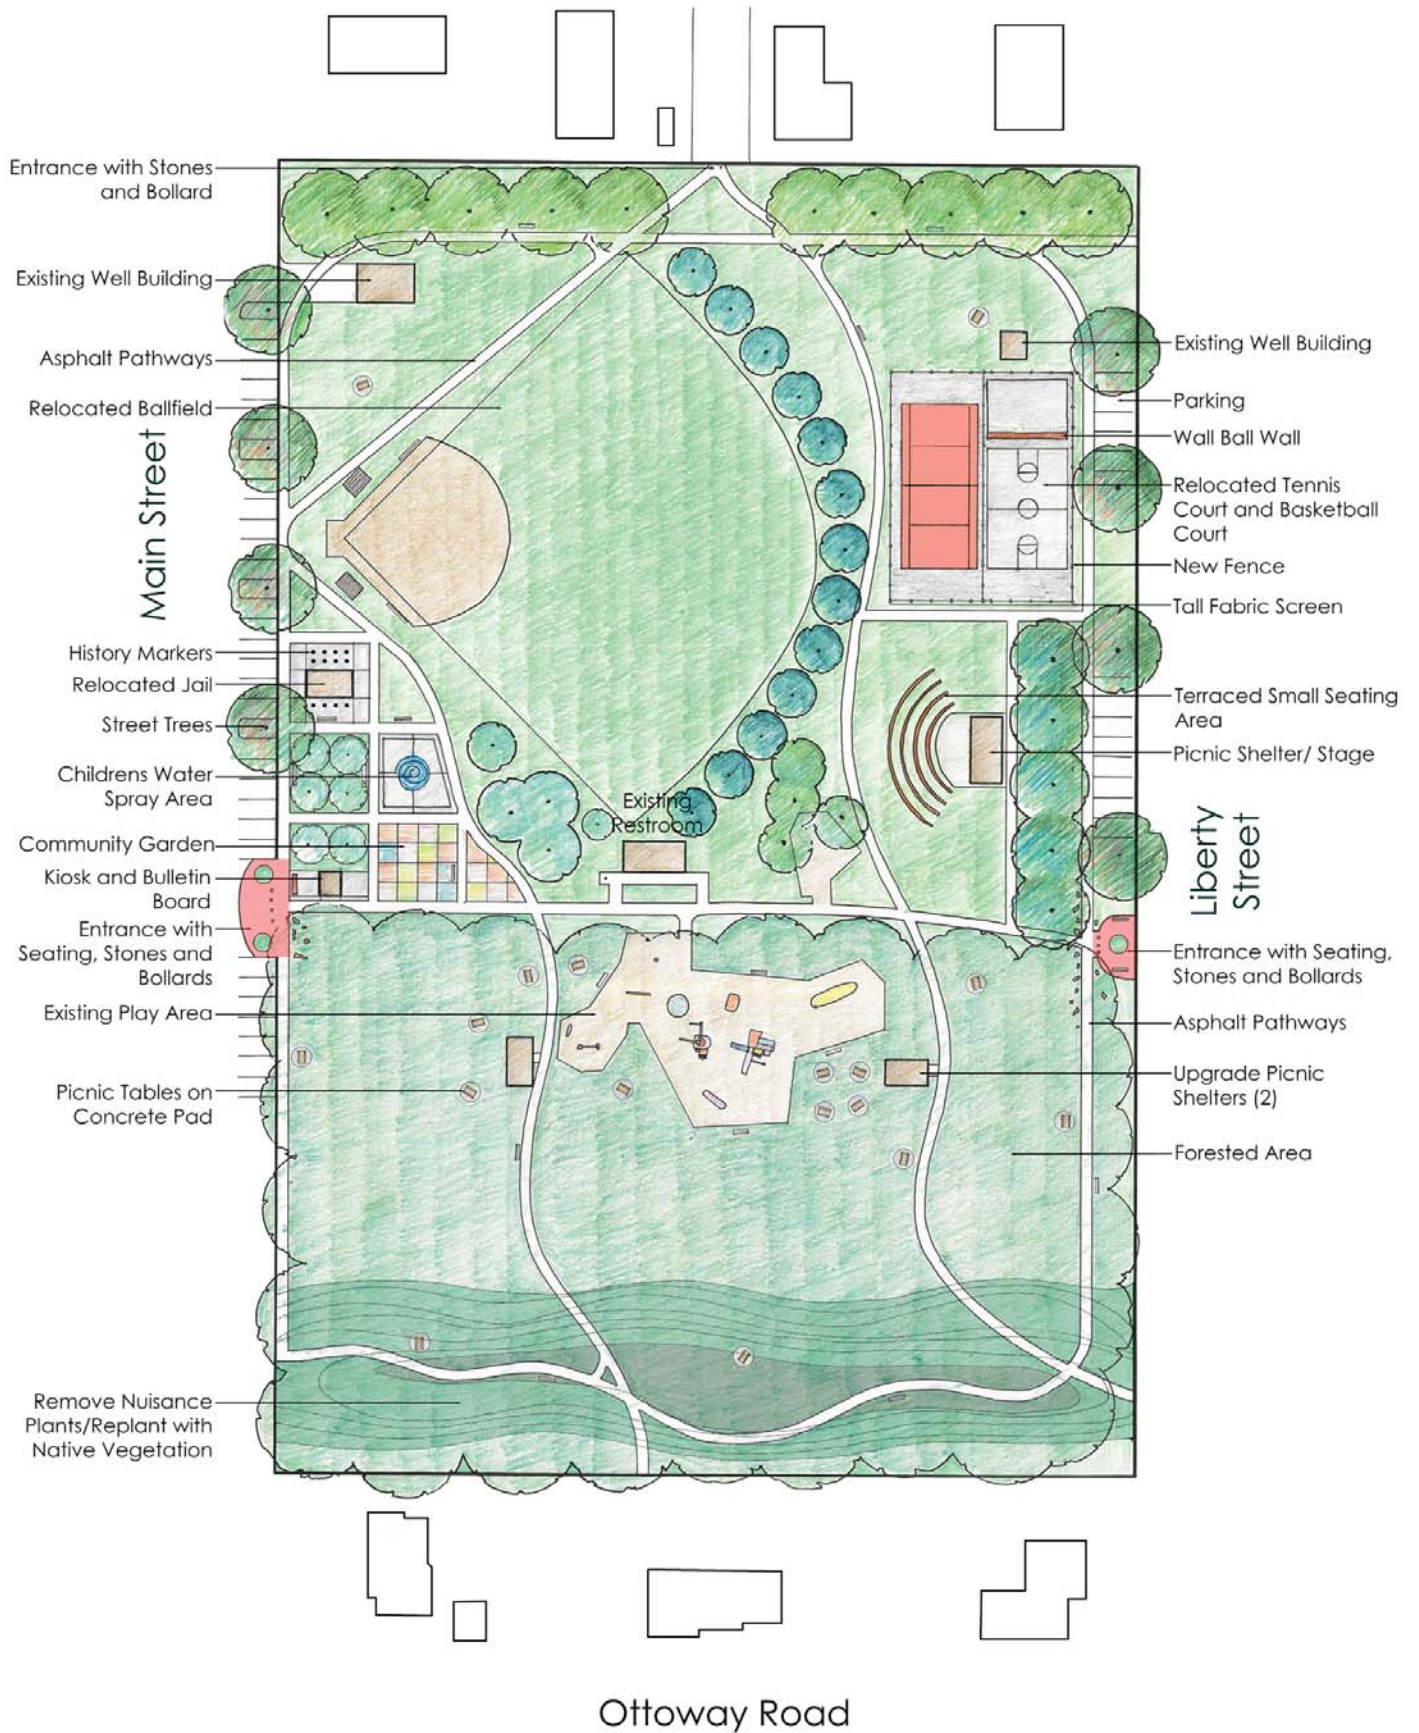 Entrance with Stones
and Bollard
Existing Well Building
Asphalt Pathways
Relocated Ballfield
Main Street
History Markers
Relocated Jail
Street Trees
Childrens Water
Spray Area
Community Garden
Kiosk and Bulletin
Board
Entrance with
Seating, Stones and
Bollards
Existing Play Area
Picnic Tables on
Concrete Pad
Remove Nuisance
Plants/Replant with
Native Vegetation
Existing
Restroom
Existing Well Building
Parking
Wall Ball Wall
Relocated Tennis
Court and Basketball
Court
New Fence
Tall Fabric Screen
Terraced Small Seating
Area
Picnic Shelter/ Stage
Liberty
Street
Entrance with Seating,
Stones and Bollards
Asphalt Pathways
Upgrade Picnic
Shelters (2)
Forested Area
Ottoway Road